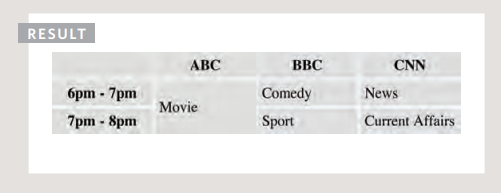 RESULT
ABC BBC CNN
6pm - 7pm Movie Comedy News
7pm - 8pm Sport Current Affairs